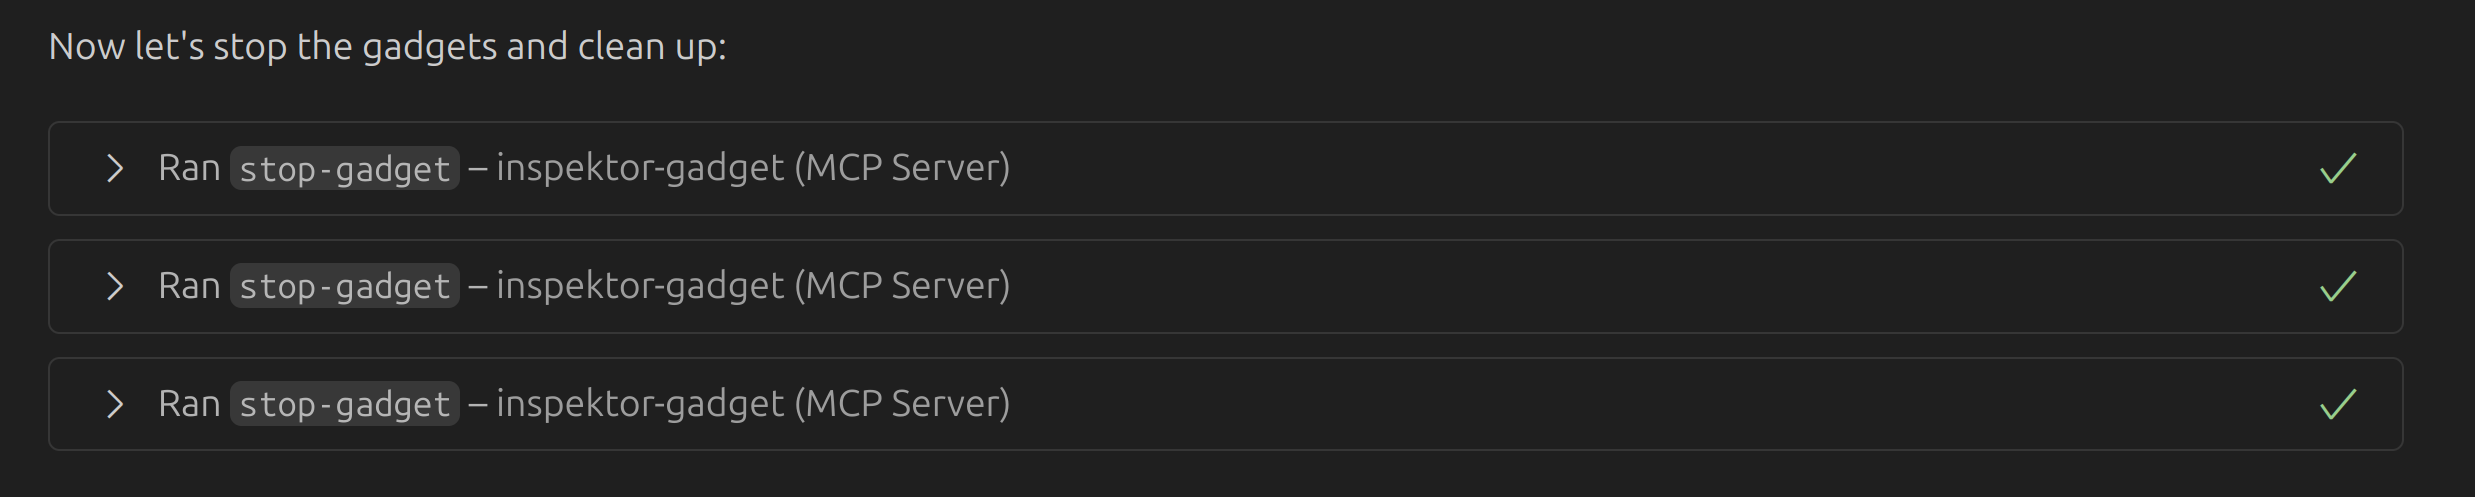 Now let's stop the gadgets and clean up:
Ran stop-gadget – inspektor-gadget (MCP Server)
Ran stop-gadget – inspektor-gadget (MCP Server)
Ran stop-gadget – inspektor-gadget (MCP Server)